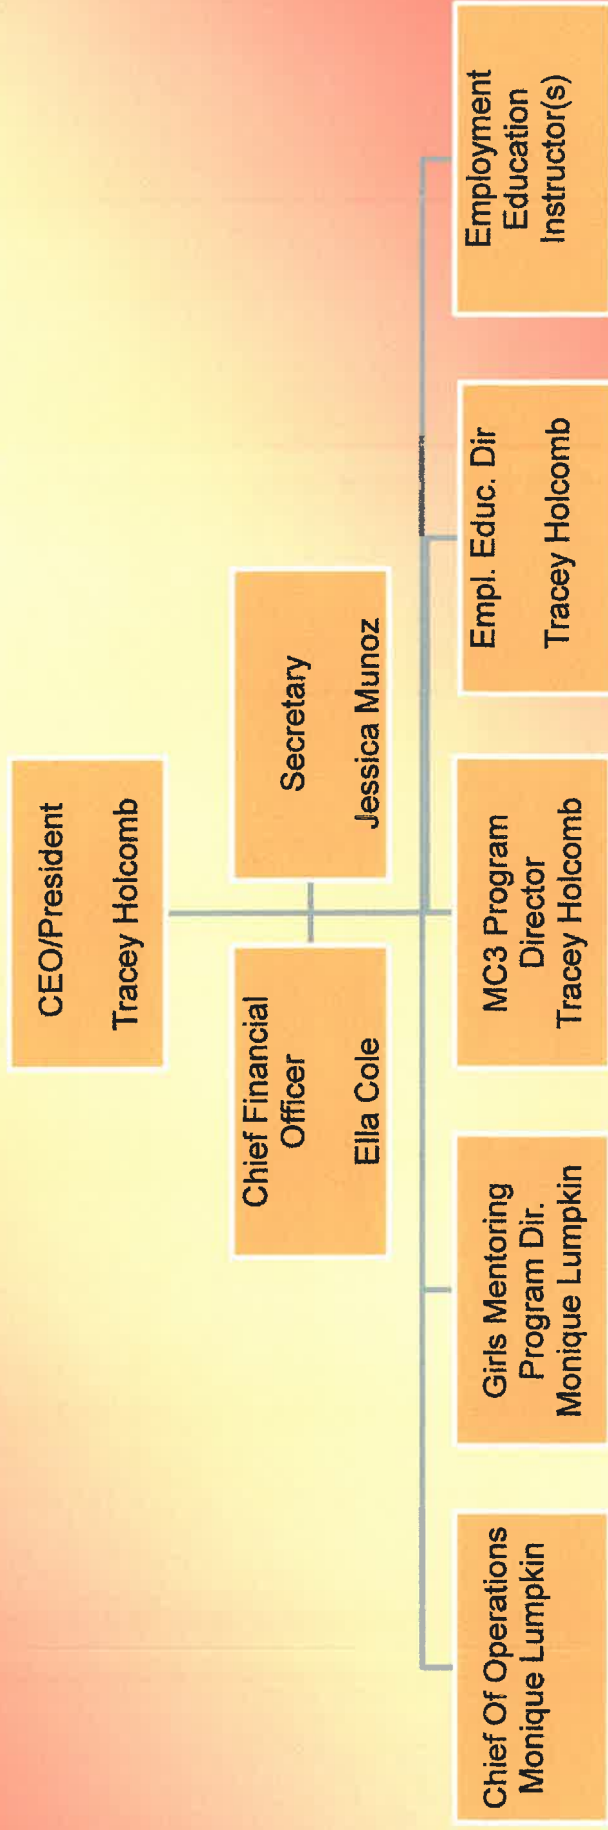 CEO/President
Tracey Holcomb
Chief Financial
Officer
Ella Cole
Secretary
Jessica Munoz
Chief Of Operations
Monique Lumpkin
Girls Mentoring
Program Dir.
Monique Lumpkin
MC3 Program
Director
Tracey Holcomb
Empl. Educ. Dir
Tracey Holcomb
Employment
Education
Instructor(s)